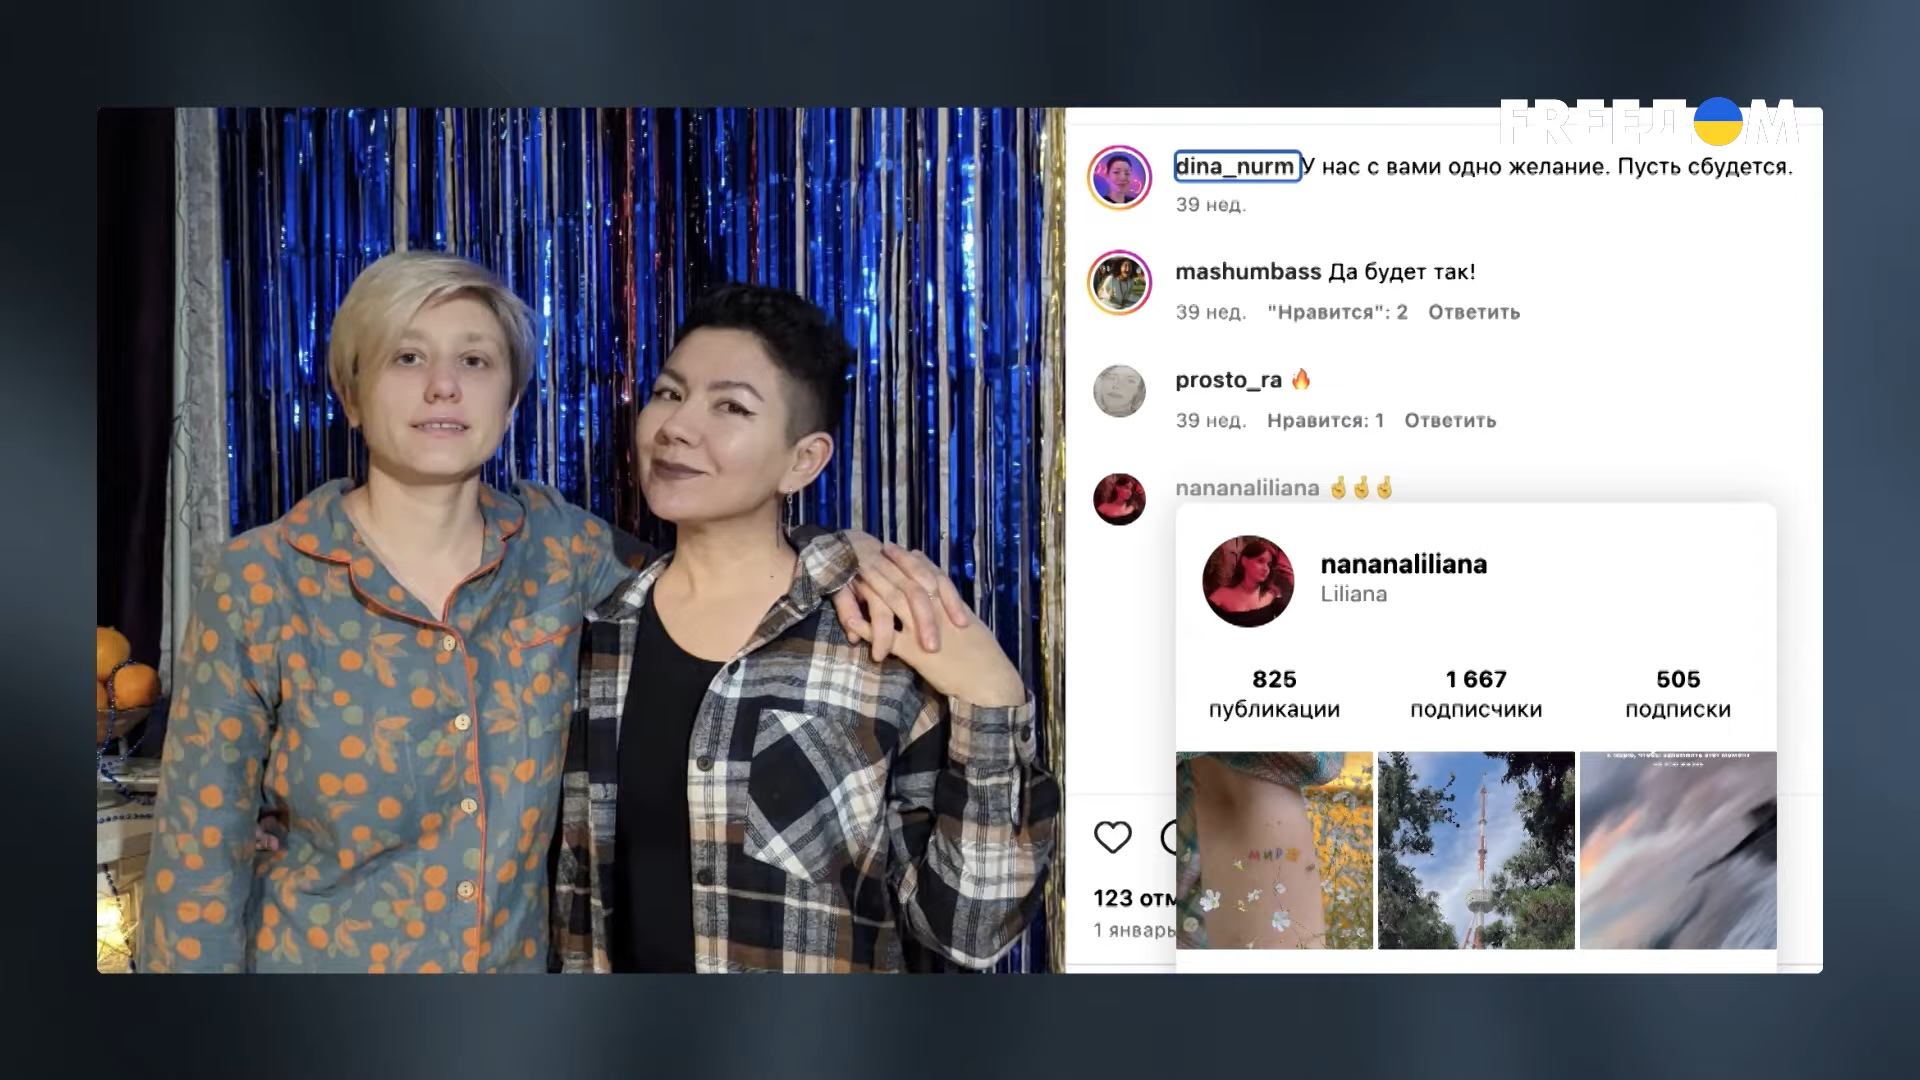 FREEДОМ
dina_nurm У нас с вами одно желание. Пусть сбудется.
39 нед.
mashumbass Да будет так!
39 нед. "Нравится": 2 Ответить
prosto_ra 🔥
39 нед. Нравится: 1 Ответить
nananaliliana 🤞🤞🤞
nananaliliana
Liliana
825 1 667 505
публикации подписчики подписки
МИР
123 отм
1 январь